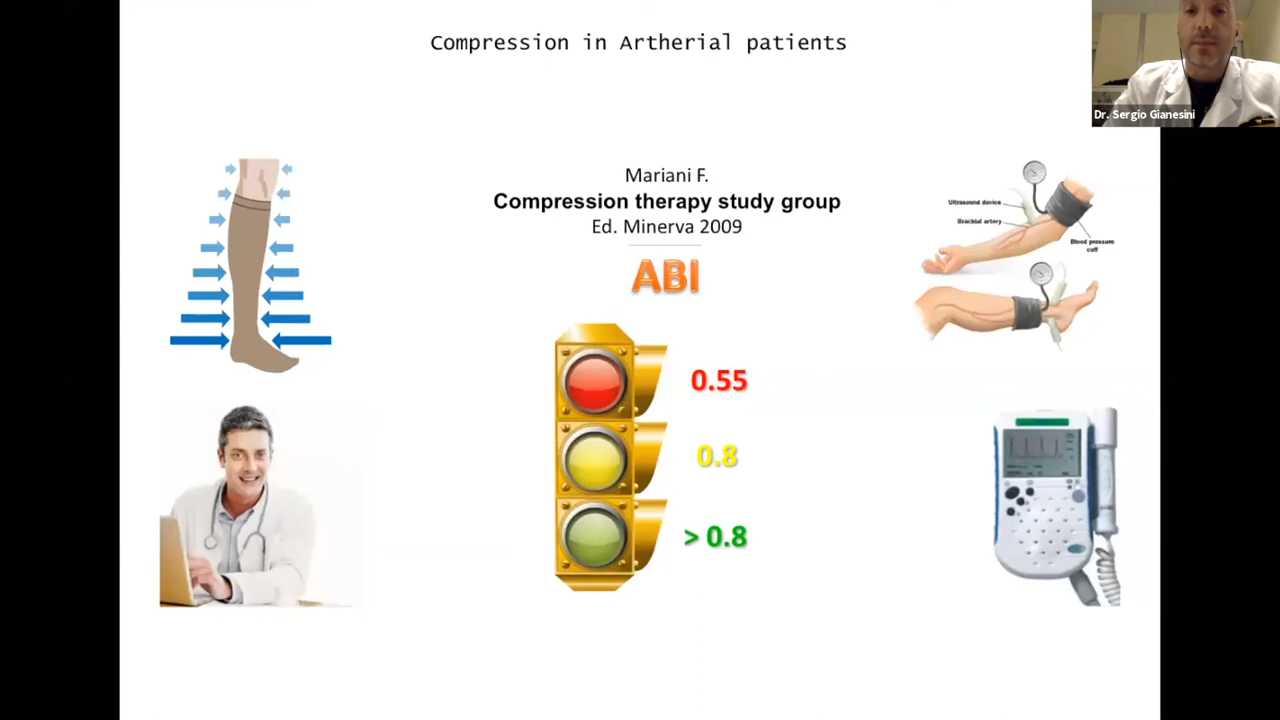 Compression in Artherial patients
Dr. Sergio Gianesini
Mariani F.
Compression therapy study group
Ed. Minerva 2009
ABI
0.55
0.8
> 0.8
Ultrasound device
Brachial artery
Blood pressure
cuff